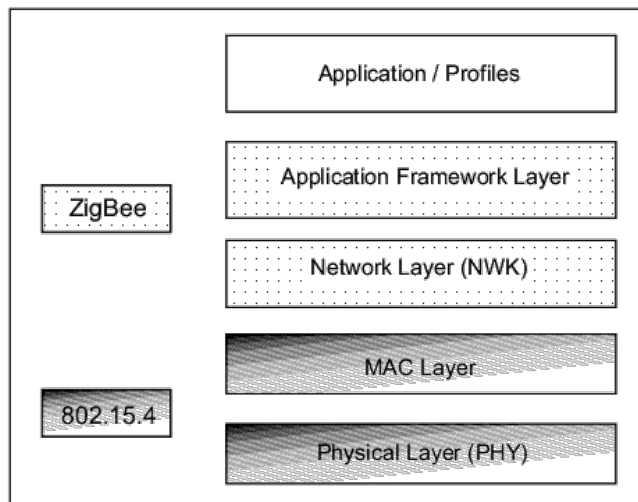 Application / Profiles
Application Framework Layer
ZigBee
Network Layer (NWK)
MAC Layer
802.15.4
Physical Layer (PHY)